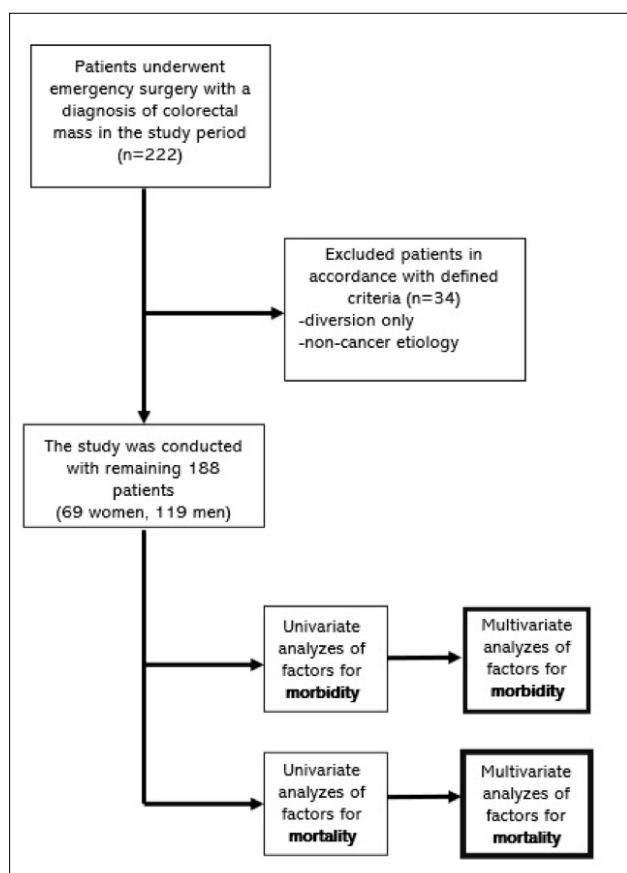 Patients underwent
emergency surgery with a
diagnosis of colorectal
mass in the study period
(n=222)
Excluded patients in
accordance with defined
criteria (n=34)
-diversion only
-non-cancer etiology
The study was conducted
with remaining 188
patients
(69 women, 119 men)
Univariate
analyzes of
factors for
morbidity
Multivariate
analyzes of
factors for
morbidity
Univariate
analyzes of
factors for
mortality
Multivariate
analyzes of
factors for
mortality